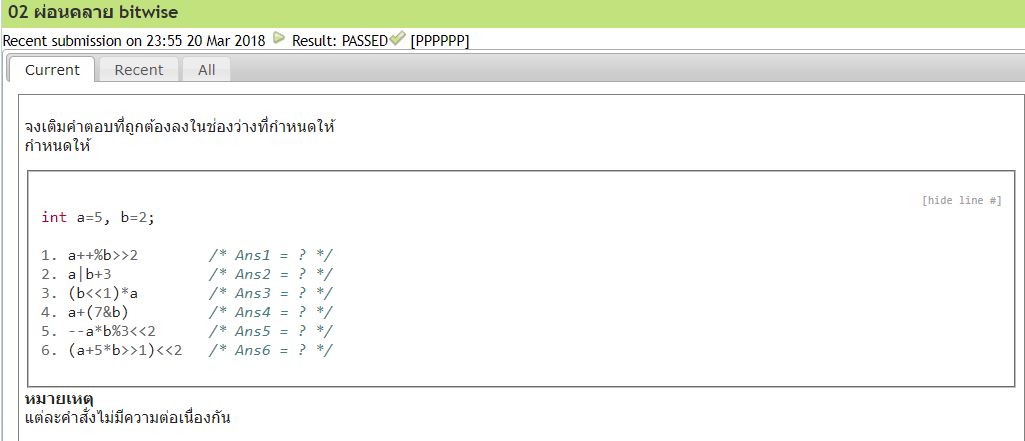 02 ผ่อนคลาย bitwise
Recent submission on 23:55 20 Mar 2018 Result: PASSED [PPPPPP]
Current Recent All
จงเติมคำตอบที่ถูกต้องลงในช่องว่างที่กำหนดให้
กำหนดให้
[hide line #]
int a=5, b=2;
1. a++%b>>2 /* Ans1 = ? */
2. a|b+3 /* Ans2 = ? */
3. (b<<1)*a /* Ans3 = ? */
4. a+(7&b) /* Ans4 = ? */
5. --a*b%3<<2 /* Ans5 = ? */
6. (a+5*b>>1)<<2 /* Ans6 = ? */
หมายเหตุ
แต่ละคำสั่งไม่มีความต่อเนื่องกัน